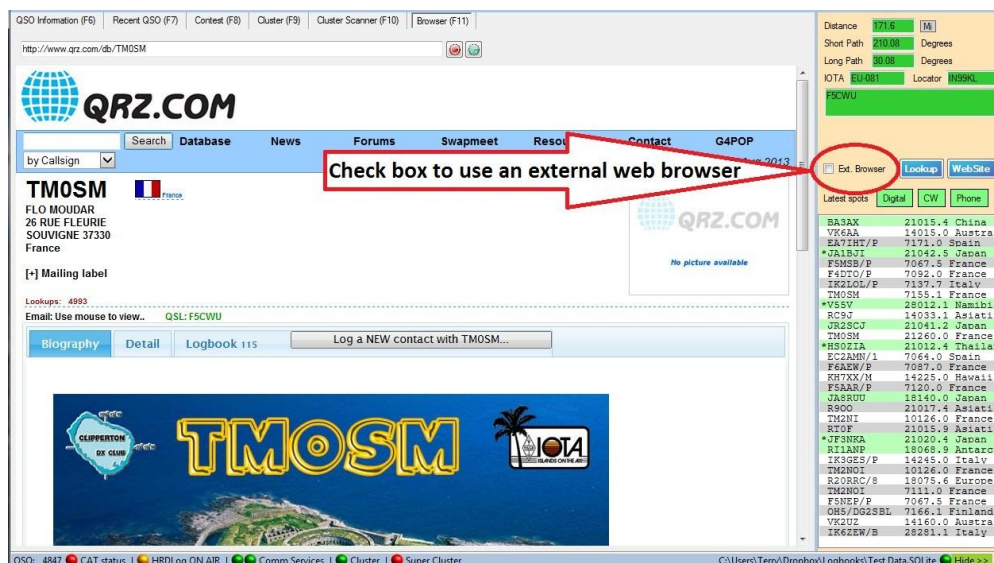 QSO Information (F6) Recent QSO (F7) Contest (F8) Cluster (F9) Cluster Scanner (F10) Browser (F11)
http://www.qrz.com/db/TM0SM
QRZ.COM
Search Database News Forums Swapmeet Contact G4POP
by Callsign 2013
Check box to use an external web browser
TM0SM
France
FLO MOUDAR
26 RUE FLEURIE
SOUVIGNE 37330
France
[+] Mailing label
QRZ.COM
No picture available
Lookups: 4993
Email: Use mouse to view.. QSL: F5CWU
Biography Detail Logbook 115 Log a NEW contact with TM0SM...
CLIPPERTON
DX CLUB
TMOSM
IOTA
ISLANDS ON THE AIR
Distance 171.6 Mi
Short Path 210.08 Degrees
Long Path 30.08 Degrees
IOTA EU-081 Locator IN99KL
F5CWU
Ext. Browser Lookup WebSite
Latest spots Digital CW Phone
BA3AX 21015.4 China
VK6AA 14015.0 Austra
EA7IHT/P 7171.0 Spain
*JA1BJI 21042.5 Japan
F5MSB/P 7067.5 France
F4DTO/P 7092.0 France
IK2LOL/P 7137.7 Italy
TM0SM 7155.1 France
*V55V 28012.1 Namibi
RC9J 14033.1 Asiati
JR2SCJ 21041.2 Japan
TM0SM 21260.0 France
*HS0ZIA 21012.4 Thaila
EC2AMN/1 7064.0 Spain
F6AEW/P 7087.0 France
KH7XX/M 14225.0 Hawaii
F5AAR/P 7120.0 France
JA8RUU 18140.0 Japan
R9OO 21017.4 Asiati
TM2NI 10126.0 France
RT0F 21015.9 Asiati
*JF3NKA 21020.4 Japan
RI1ANP 18068.9 Antarc
IK3GES/P 14245.0 Italy
TM2NOI 10126.0 France
R20RRC/8 18075.6 Europe
TM2NOI 7111.0 France
F5NEP/P 7067.5 France
OH5/DG2SBL 7166.1 Finland
VK2UZ 14160.0 Austra
IK6ZEW/B 28281.1 Italy
QSO: 4847 CAT status | HRDLog ON AIR | Comm Services | Cluster | Super Cluster C:\Users\Terry\Dropbox\Logbooks\Test Data.SQLite Hide >>